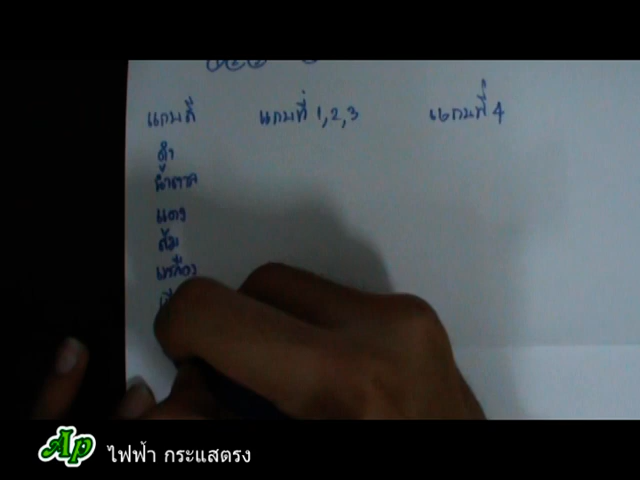 แถบสี แถบที่ 1,2,3 แถบที่ 4
ดำ
น้ำตาล
แดง
ส้ม
เหลือง
Ap ไฟฟ้า กระแสตรง